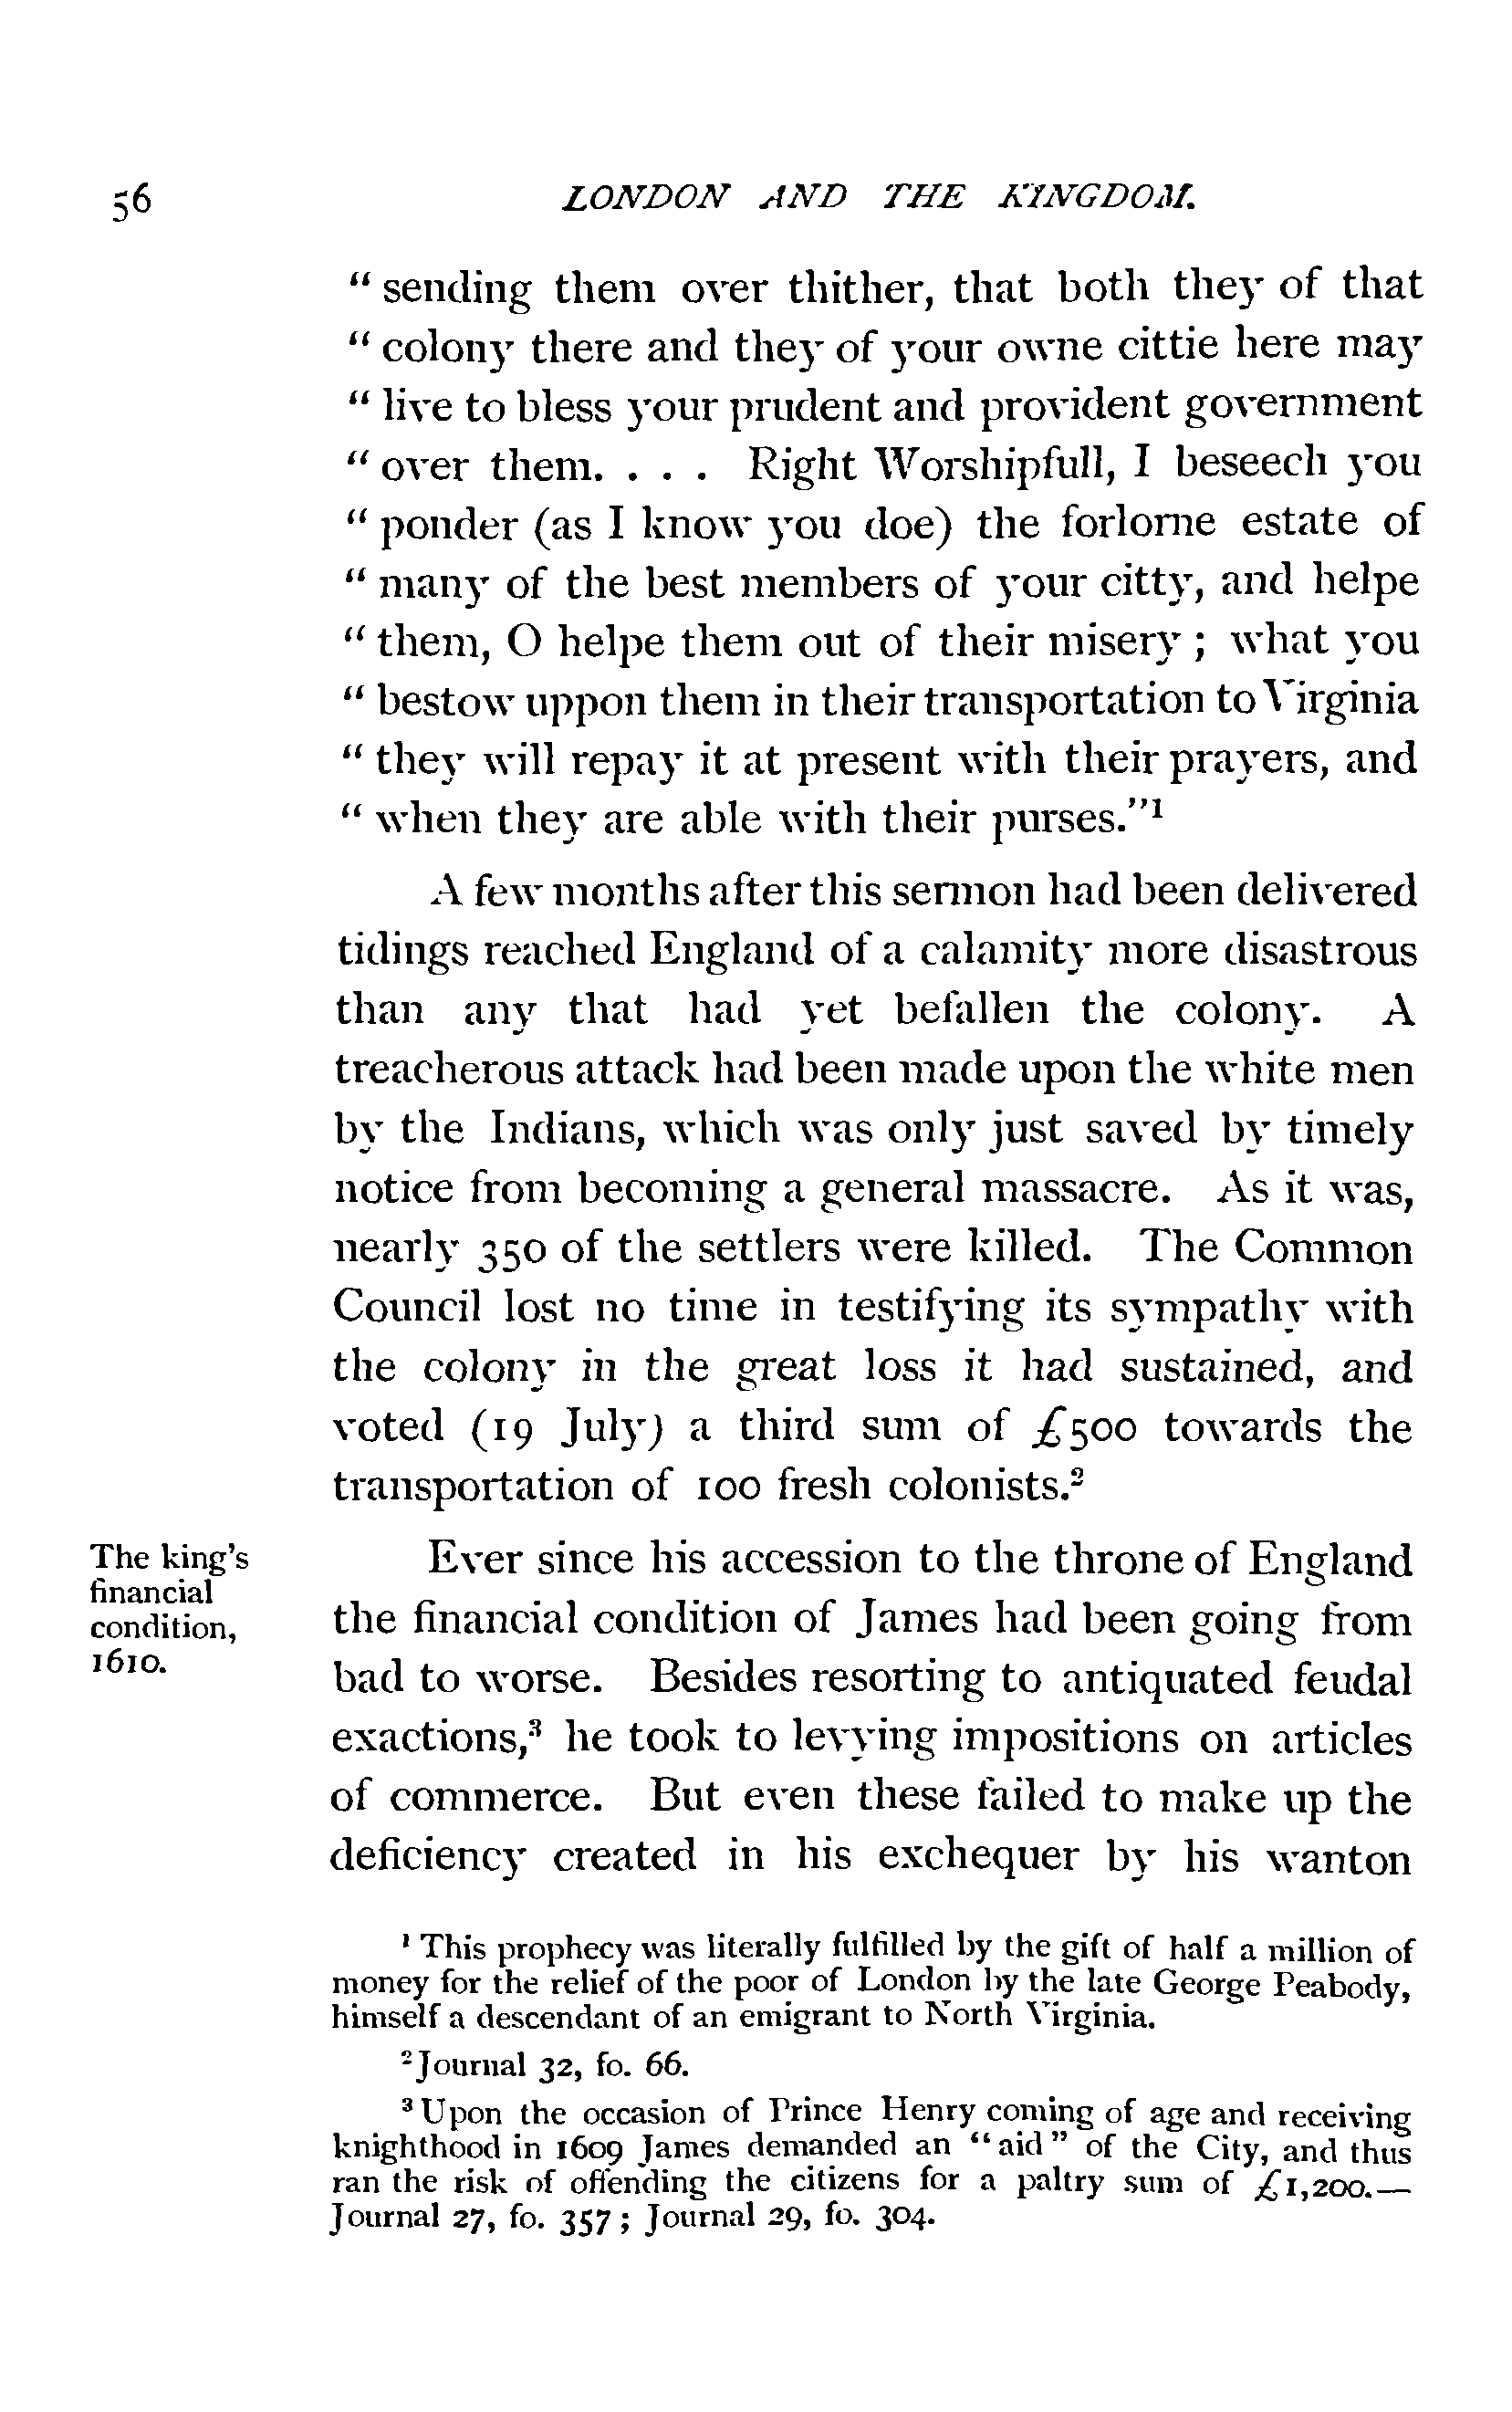 56 LONDON AND THE KINGDOM.
“ sending them over thither, that both they of that
“ colony there and they of your owne cittie here may
“ live to bless your prudent and provident government
“ over them. . . . Right Worshipfull, I beseech you
“ ponder (as I know you doe) the forlorne estate of
“ many of the best members of your citty, and helpe
“ them, O helpe them out of their misery ; what you
“ bestow uppon them in their transportation to Virginia
“ they will repay it at present with their prayers, and
“ when they are able with their purses.”¹
A few months after this sermon had been delivered
tidings reached England of a calamity more disastrous
than any that had yet befallen the colony. A
treacherous attack had been made upon the white men
by the Indians, which was only just saved by timely
notice from becoming a general massacre. As it was,
nearly 350 of the settlers were killed. The Common
Council lost no time in testifying its sympathy with
the colony in the great loss it had sustained, and
voted (19 July) a third sum of £500 towards the
transportation of 100 fresh colonists.²
The king's
financial
condition,
1610.
Ever since his accession to the throne of England
the financial condition of James had been going from
bad to worse. Besides resorting to antiquated feudal
exactions,³ he took to levying impositions on articles
of commerce. But even these failed to make up the
deficiency created in his exchequer by his wanton
¹ This prophecy was literally fulfilled by the gift of half a million of
money for the relief of the poor of London by the late George Peabody,
himself a descendant of an emigrant to North Virginia.
² Journal 32, fo. 66.
³ Upon the occasion of Prince Henry coming of age and receiving
knighthood in 1609 James demanded an “aid” of the City, and thus
ran the risk of offending the citizens for a paltry sum of £1,200.—
Journal 27, fo. 357 ; Journal 29, fo. 304.